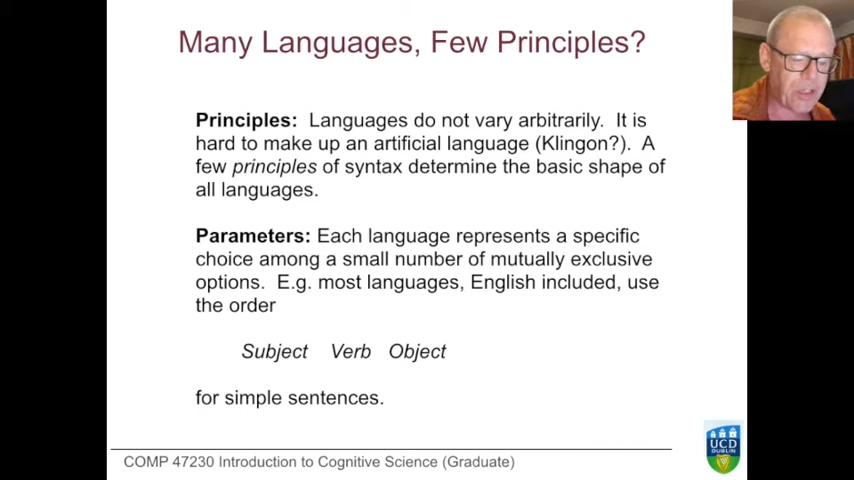 Many Languages, Few Principles?
Principles: Languages do not vary arbitrarily. It is
hard to make up an artificial language (Klingon?). A
few principles of syntax determine the basic shape of
all languages.
Parameters: Each language represents a specific
choice among a small number of mutually exclusive
options. E.g. most languages, English included, use
the order
Subject Verb Object
for simple sentences.
COMP 47230 Introduction to Cognitive Science (Graduate)
UCD
DUBLIN